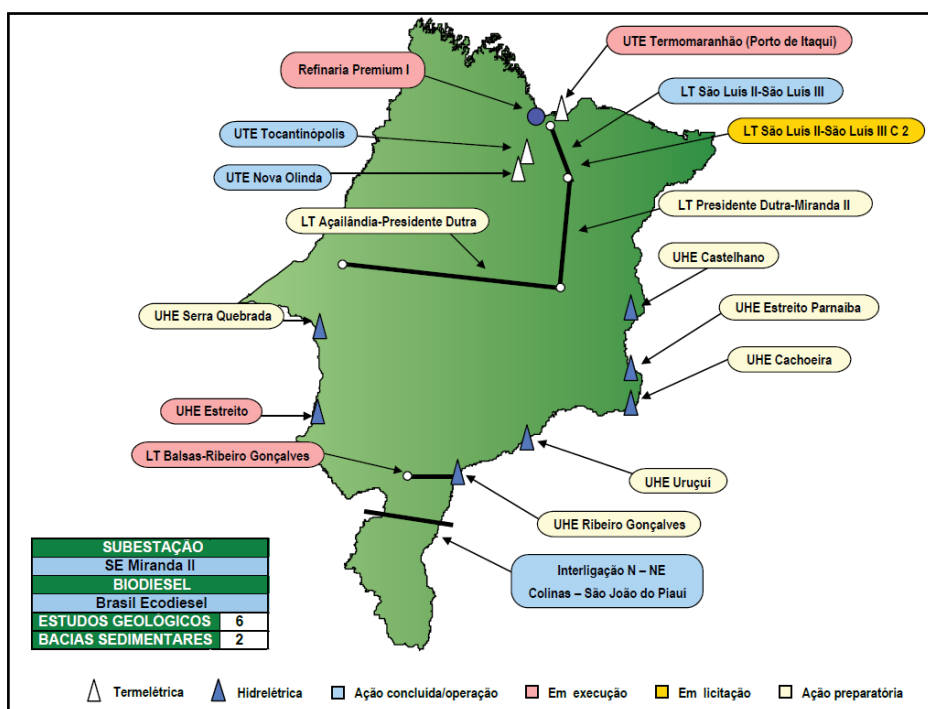 UTE Termomaranhão (Porto de Itaqui)
Refinaria Premium I
LT São Luís II-São Luís III
UTE Tocantinópolis
LT São Luís II-São Luís III C 2
UTE Nova Olinda
LT Presidente Dutra-Miranda II
LT Açailândia-Presidente Dutra
UHE Castelhano
UHE Serra Quebrada
UHE Estreito Parnaíba
UHE Cachoeira
UHE Estreito
LT Balsas-Ribeiro Gonçalves
UHE Uruçuí
UHE Ribeiro Gonçalves
Interligação N – NE
Colinas – São João do Piauí
SUBESTAÇÃO
SE Miranda II
BIODIESEL
Brasil Ecodiesel
ESTUDOS GEOLÓGICOS 6
BACIAS SEDIMENTARES 2
Termelétrica Hidrelétrica Ação concluída/operação Em execução Em licitação Ação preparatória